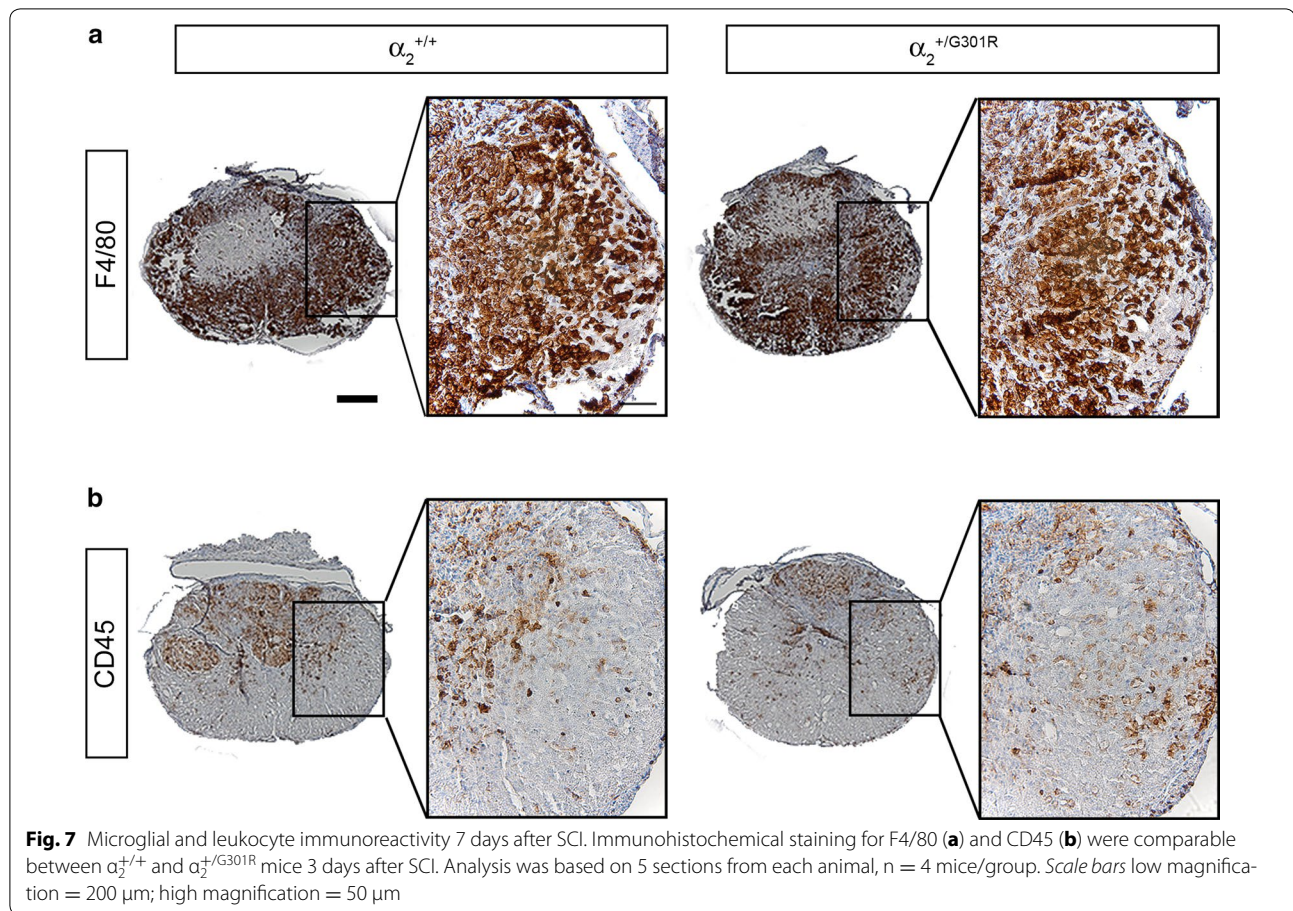 a
α₂⁺/⁺ α₂⁺/G301R
F4/80
b
CD45
Fig. 7 Microglial and leukocyte immunoreactivity 7 days after SCI. Immunohistochemical staining for F4/80 (a) and CD45 (b) were comparable
between α₂⁺/⁺ and α₂⁺/G301R mice 3 days after SCI. Analysis was based on 5 sections from each animal, n = 4 mice/group. Scale bars low magnifica-
tion = 200 μm; high magnification = 50 μm